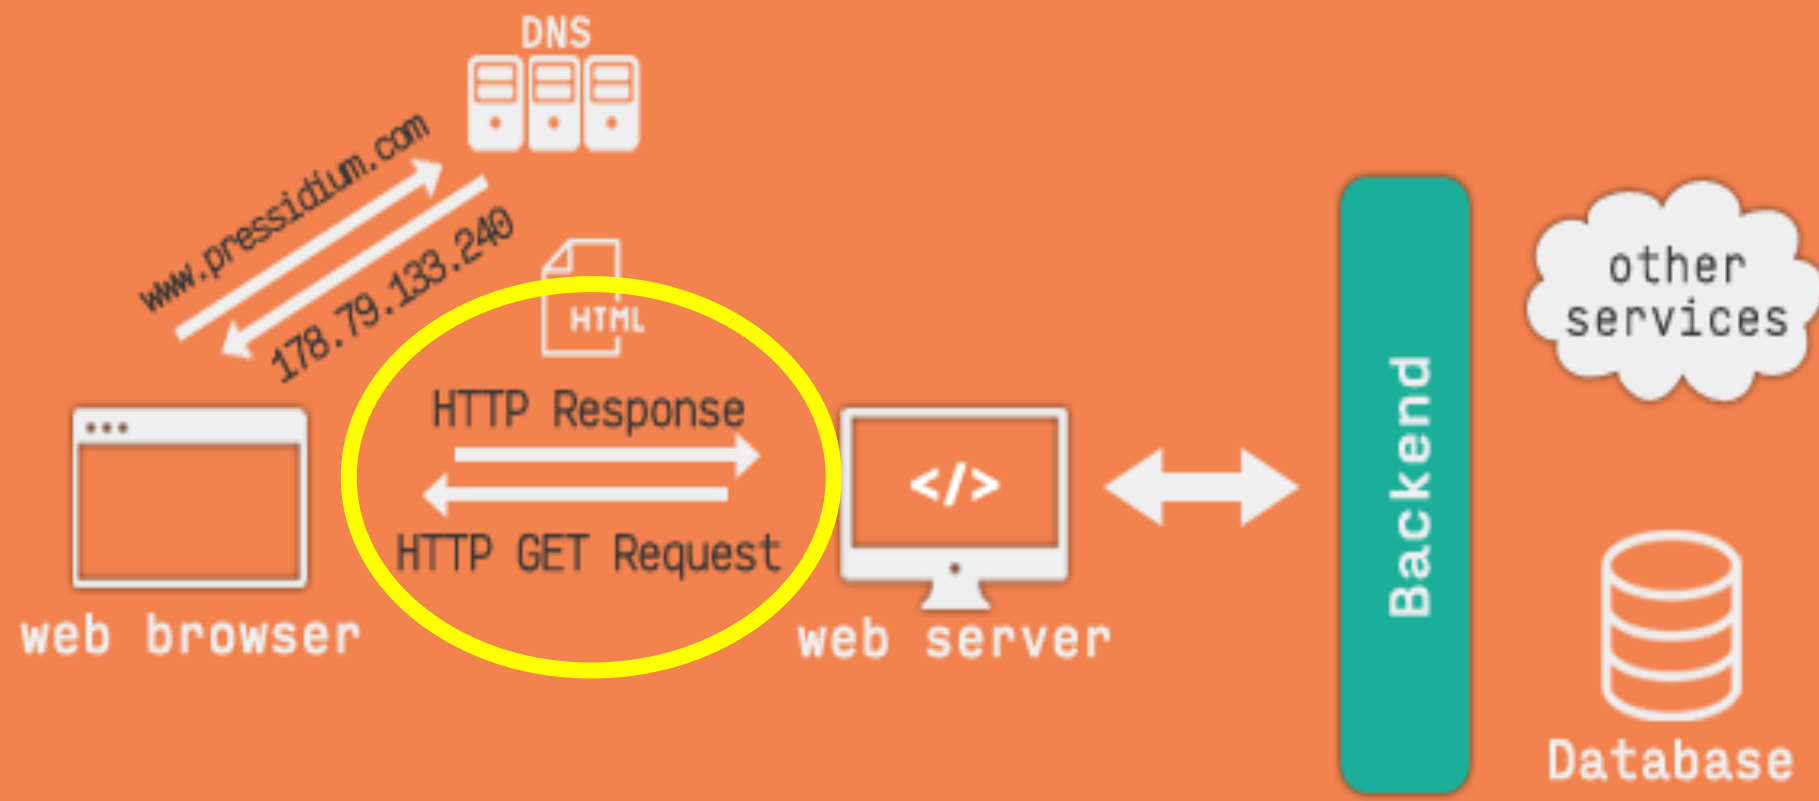 DNS
www.pressidium.com
178.79.133.240
HTML
HTTP Response
</>
HTTP GET Request
web browser
web server
Backend
other
services
Database